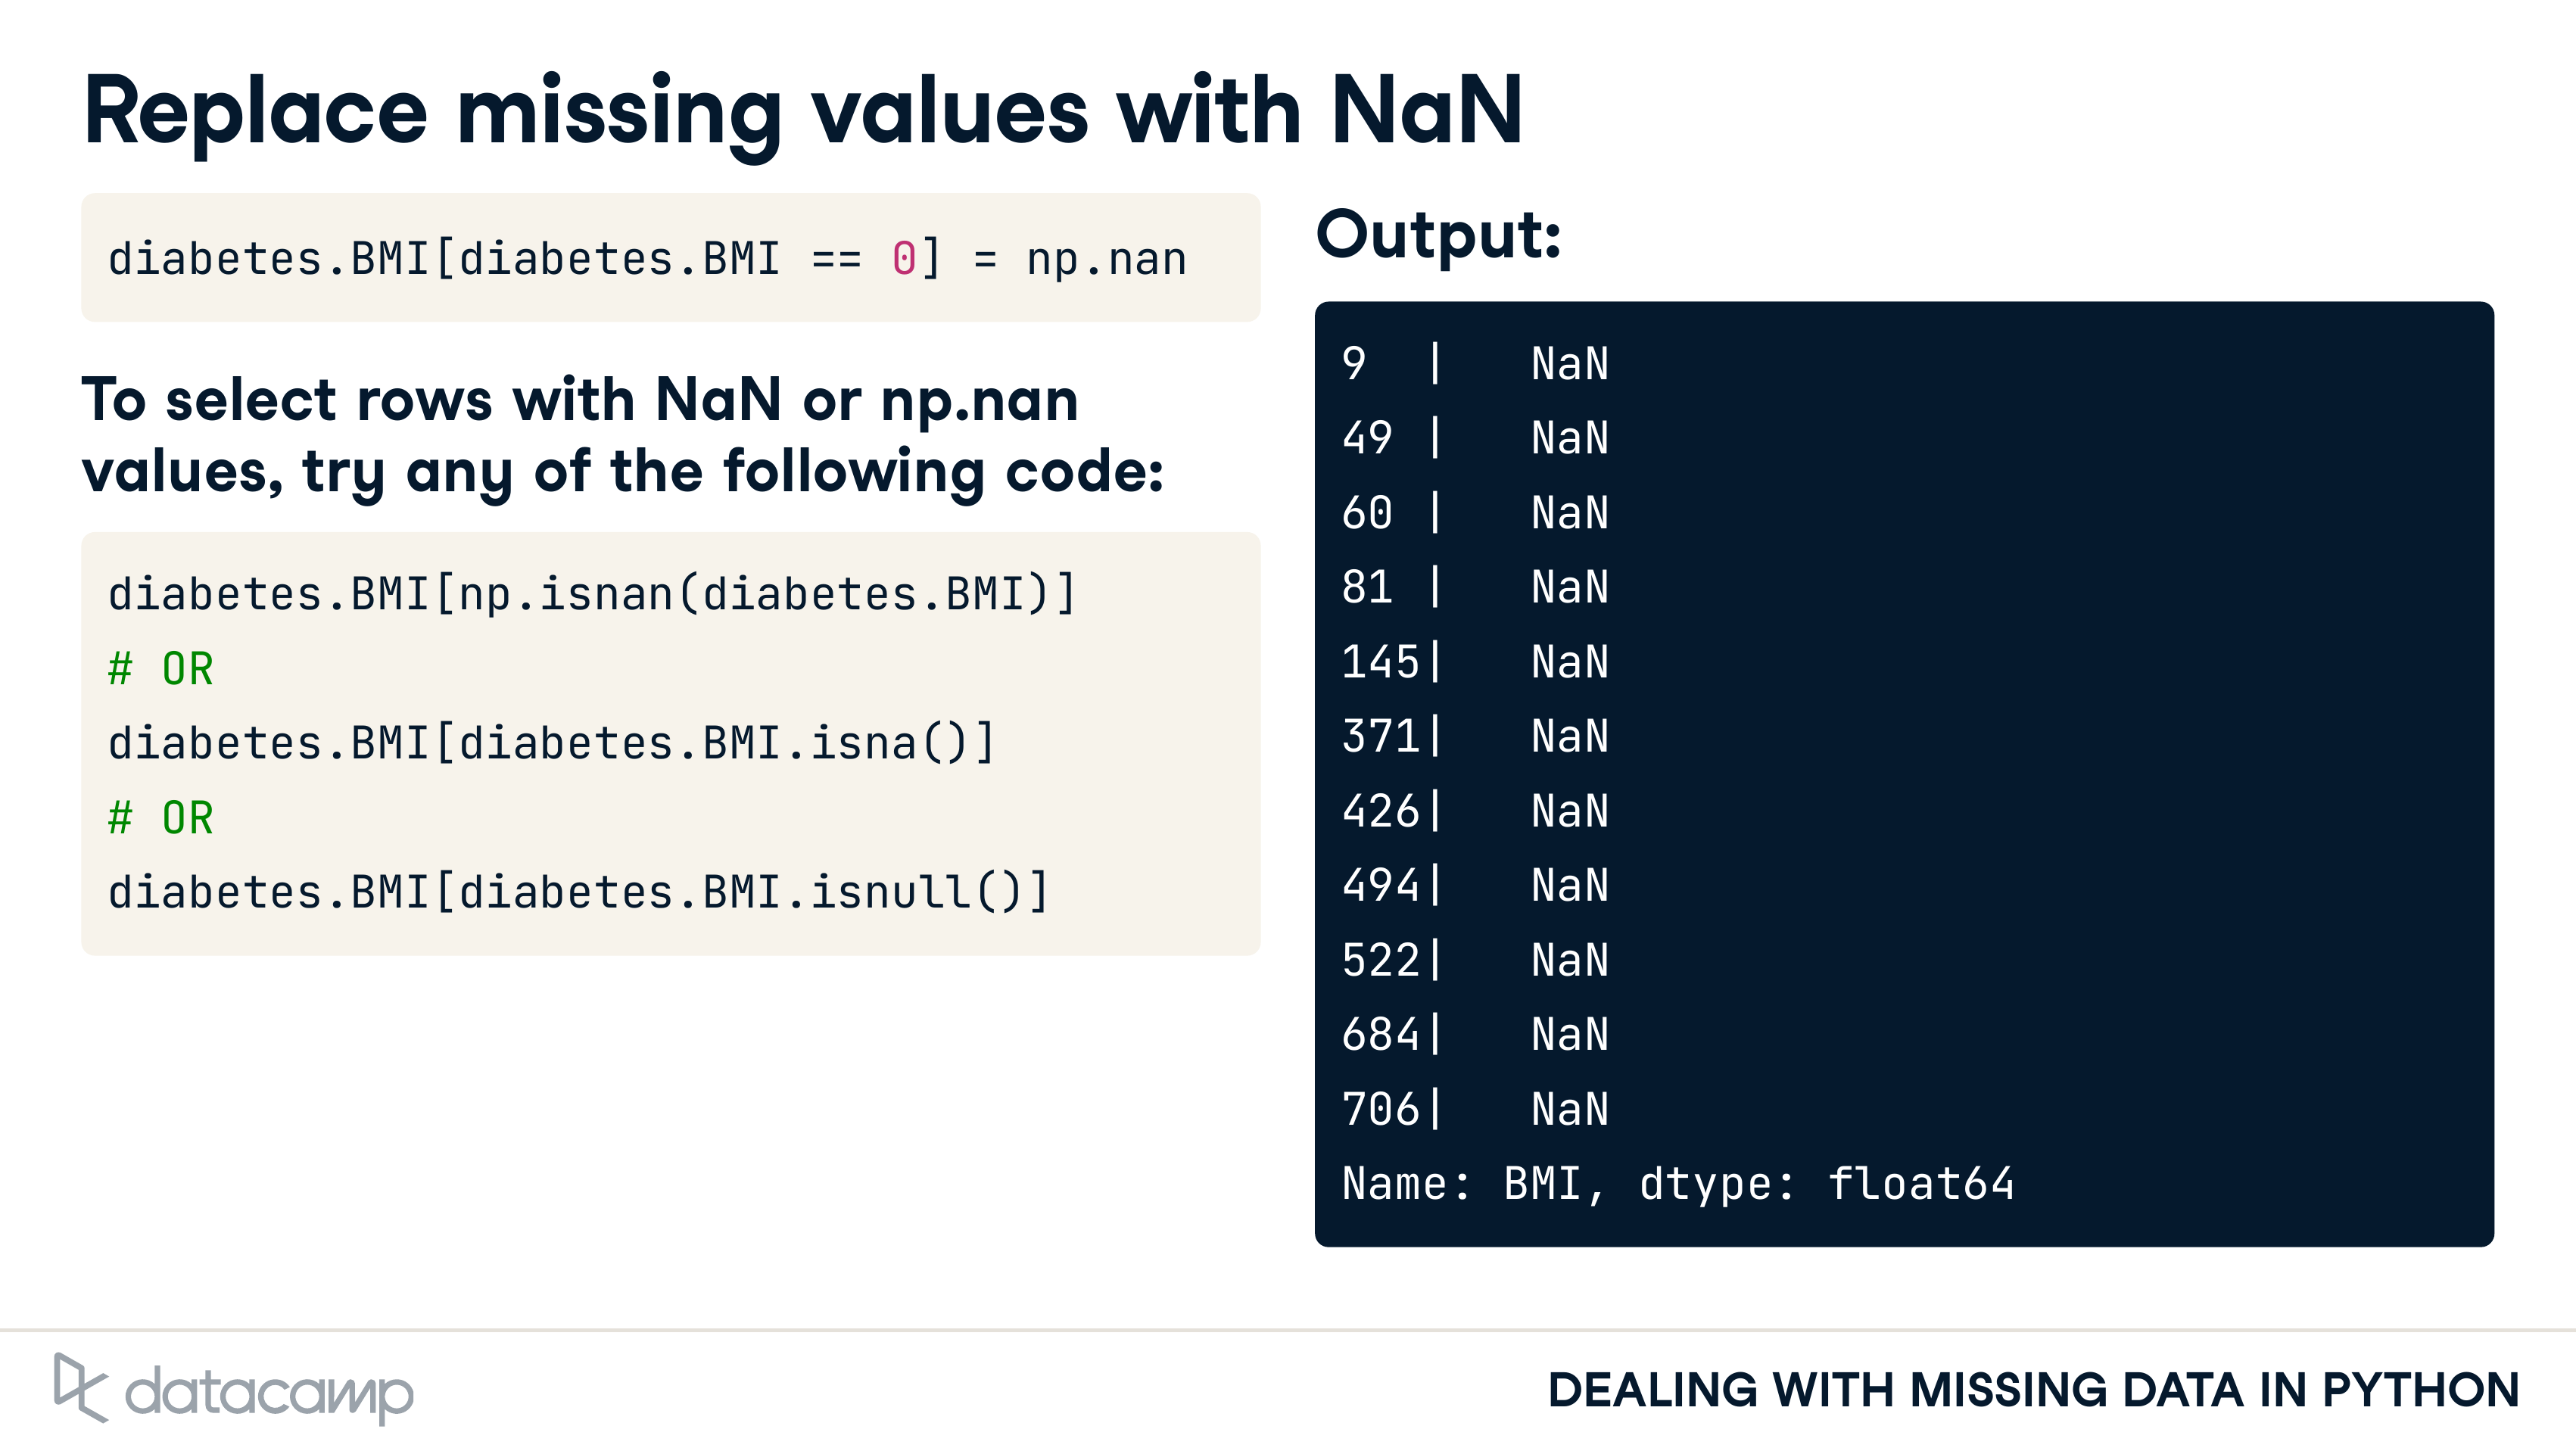 Replace missing values with NaN
diabetes.BMI[diabetes.BMI == 0] = np.nan
To select rows with NaN or np.nan
values, try any of the following code:
diabetes.BMI[np.isnan(diabetes.BMI)]
# OR
diabetes.BMI[diabetes.BMI.isna()]
# OR
diabetes.BMI[diabetes.BMI.isnull()]
Output:
9  |   NaN
49 |   NaN
60 |   NaN
81 |   NaN
145|   NaN
371|   NaN
426|   NaN
494|   NaN
522|   NaN
684|   NaN
706|   NaN
Name: BMI, dtype: float64
datacamp
DEALING WITH MISSING DATA IN PYTHON